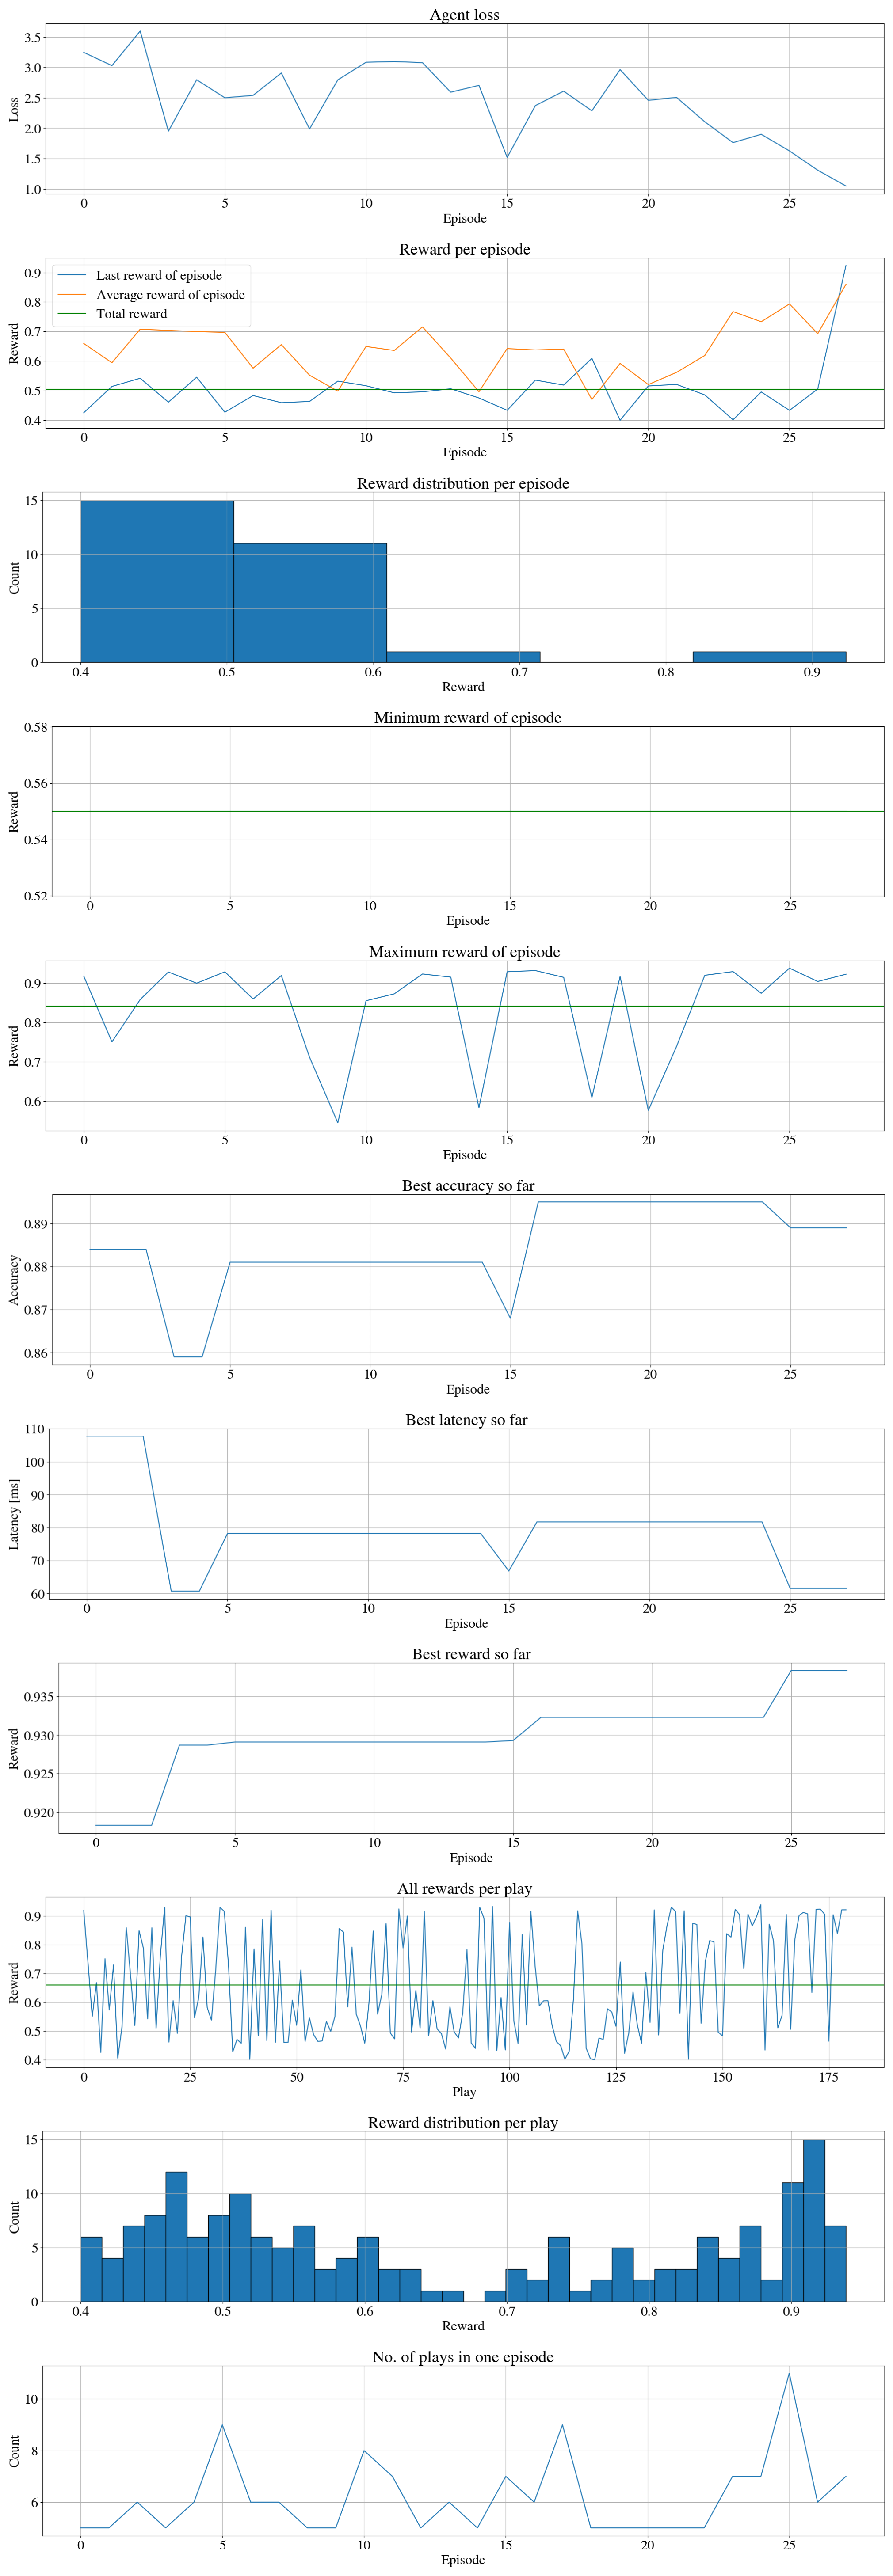 Agent loss
Loss
3.5
3.0
2.5
2.0
1.5
1.0
0 5 10 15 20 25
Episode
Reward per episode
Reward
0.9
0.8
0.7
0.6
0.5
0.4
Last reward of episode
Average reward of episode
Total reward
0 5 10 15 20 25
Episode
Reward distribution per episode
Count
15
10
5
0
0.4 0.5 0.6 0.7 0.8 0.9
Reward
Minimum reward of episode
Reward
0.58
0.56
0.54
0.52
0 5 10 15 20 25
Episode
Maximum reward of episode
Reward
0.9
0.8
0.7
0.6
0 5 10 15 20 25
Episode
Best accuracy so far
Accuracy
0.89
0.88
0.87
0.86
0 5 10 15 20 25
Episode
Best latency so far
Latency [ms]
110
100
90
80
70
60
0 5 10 15 20 25
Episode
Best reward so far
Reward
0.935
0.930
0.925
0.920
0 5 10 15 20 25
Episode
All rewards per play
Reward
0.9
0.8
0.7
0.6
0.5
0.4
0 25 50 75 100 125 150 175
Play
Reward distribution per play
Count
15
10
5
0
0.4 0.5 0.6 0.7 0.8 0.9
Reward
No. of plays in one episode
Count
10
8
6
0 5 10 15 20 25
Episode